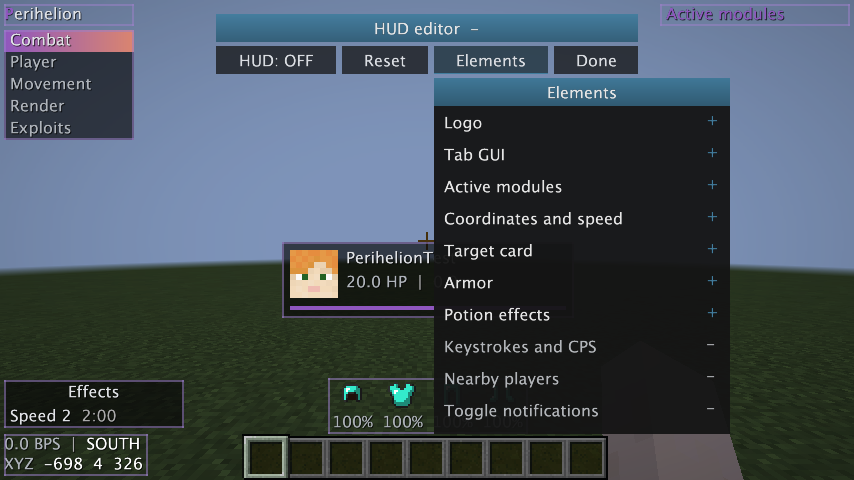 Perihelion
HUD editor -
Active modules
Combat
Player
Movement
Render
Exploits
HUD: OFF
Reset
Elements
Done
Elements
Logo +
Tab GUI +
Active modules +
Coordinates and speed +
Target card +
Armor +
Potion effects +
Keystrokes and CPS -
Nearby players -
Toggle notifications -
20.0 HP |
100% 100%
Effects
Speed 2 2:00
0.0 BPS | SOUTH
XYZ -698 4 326